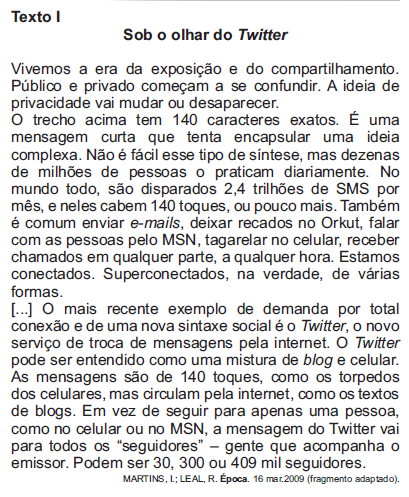 Texto I
Sob o olhar do Twitter
Vivemos a era da exposição e do compartilhamento.
Público e privado começam a se confundir. A ideia de
privacidade vai mudar ou desaparecer.
O trecho acima tem 140 caracteres exatos. É uma
mensagem curta que tenta encapsular uma ideia
complexa. Não é fácil esse tipo de síntese, mas dezenas
de milhões de pessoas o praticam diariamente. No
mundo todo, são disparados 2,4 trilhões de SMS por
mês, e neles cabem 140 toques, ou pouco mais. Também
é comum enviar e-mails, deixar recados no Orkut, falar
com as pessoas pelo MSN, tagarelar no celular, receber
chamados em qualquer parte, a qualquer hora. Estamos
conectados. Superconectados, na verdade, de várias
formas.
[...] O mais recente exemplo de demanda por total
conexão e de uma nova sintaxe social é o Twitter, o novo
serviço de troca de mensagens pela internet. O Twitter
pode ser entendido como uma mistura de blog e celular.
As mensagens são de 140 toques, como os torpedos
dos celulares, mas circulam pela internet, como os textos
de blogs. Em vez de seguir para apenas uma pessoa,
como no celular ou no MSN, a mensagem do Twitter vai
para todos os “seguidores” – gente que acompanha o
emissor. Podem ser 30, 300 ou 409 mil seguidores.
MARTINS, I.; LEAL, R. Época. 16 mar.2009 (fragmento adaptado).